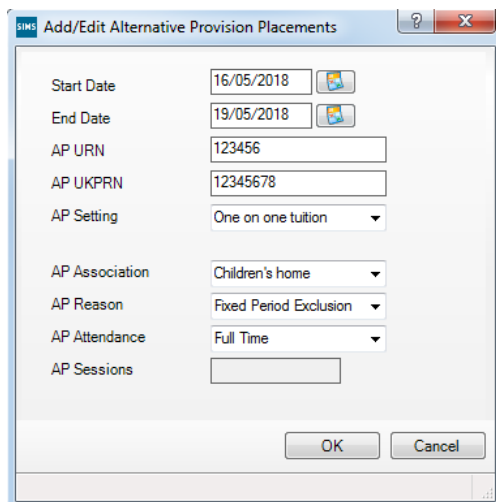 SIMS Add/Edit Alternative Provision Placements ? X
Start Date 16/05/2018
End Date 19/05/2018
AP URN 123456
AP UKPRN 12345678
AP Setting One on one tuition
AP Association Children's home
AP Reason Fixed Period Exclusion
AP Attendance Full Time
AP Sessions
OK Cancel